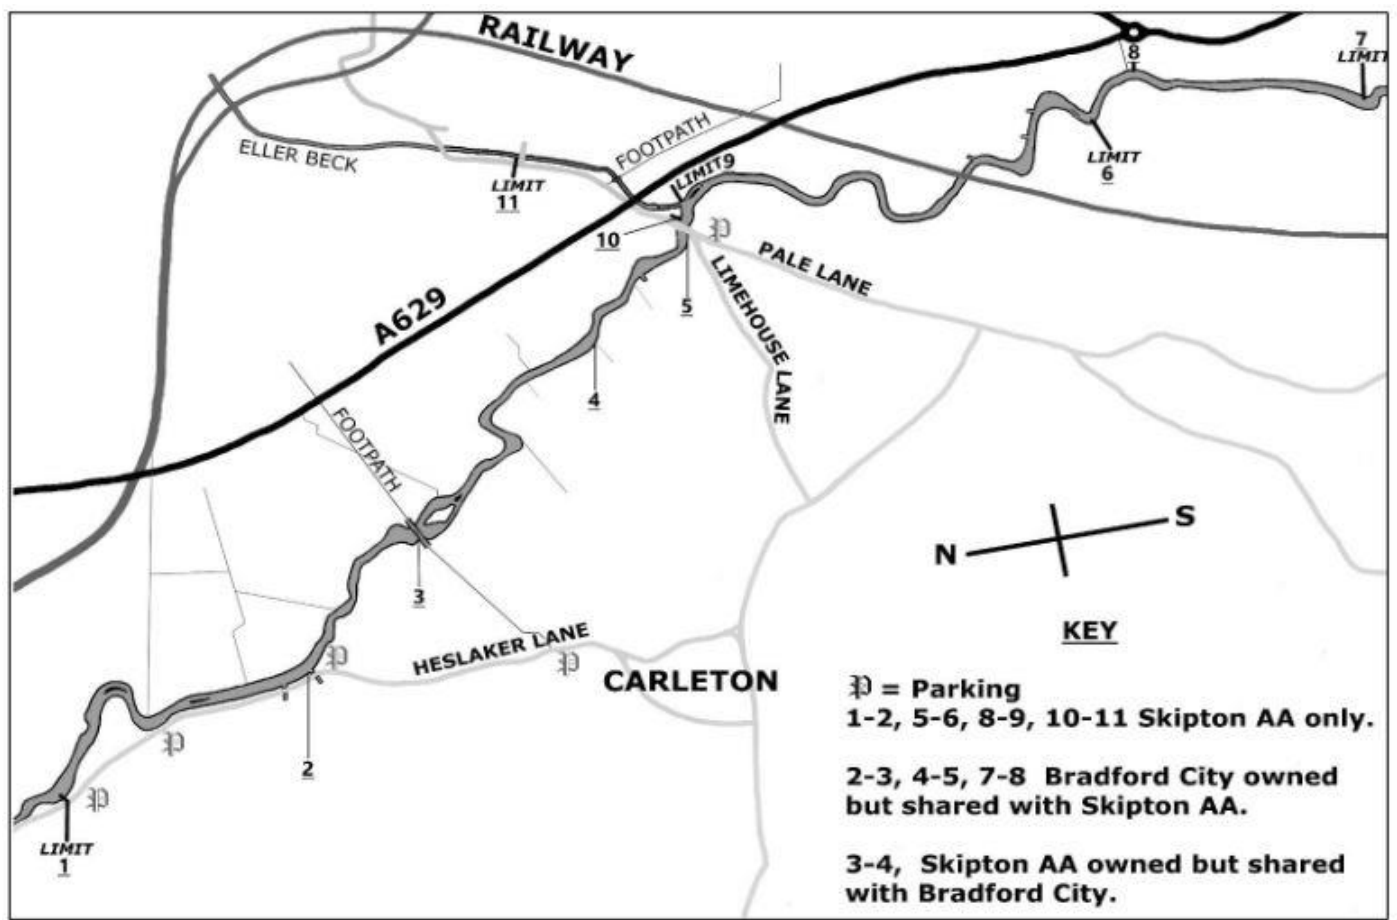 RAILWAY
7
LIMIT
8
ELLER BECK
FOOTPATH
LIMIT
6
LIMIT 9
LIMIT
11
10
P
PALE LANE
LIMEHOUSE LANE
5
A629
4
FOOTPATH
N S
3
KEY
HESLAKER LANE
P
P
CARLETON
P = Parking
1-2, 5-6, 8-9, 10-11 Skipton AA only.
2-3, 4-5, 7-8 Bradford City owned
but shared with Skipton AA.
3-4, Skipton AA owned but shared
with Bradford City.
P
2
P
LIMIT
1